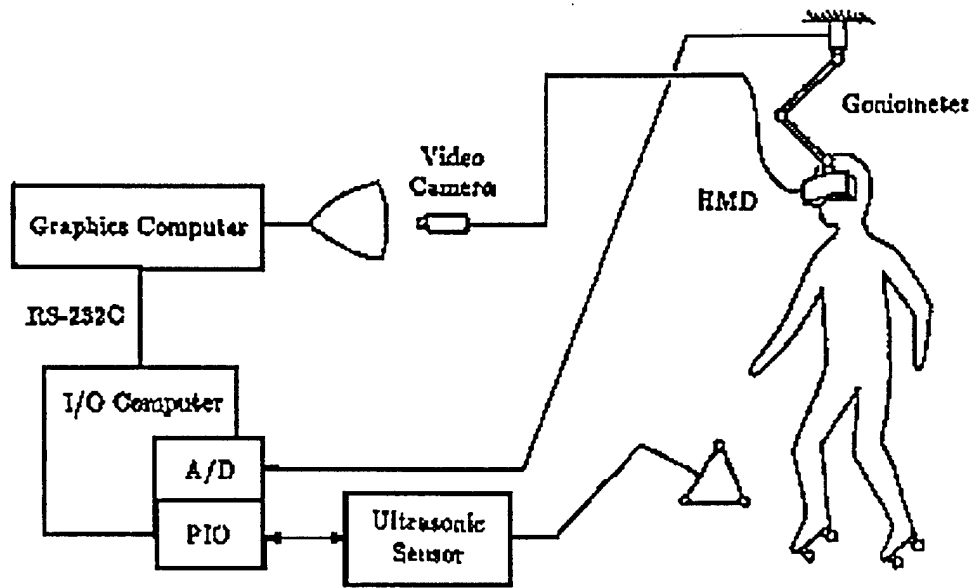 Goniometer
Video
Camera
HMD
Graphics Computer
RS-232C
I/O Computer
A/D
PIO
Ultrasonic
Sensor